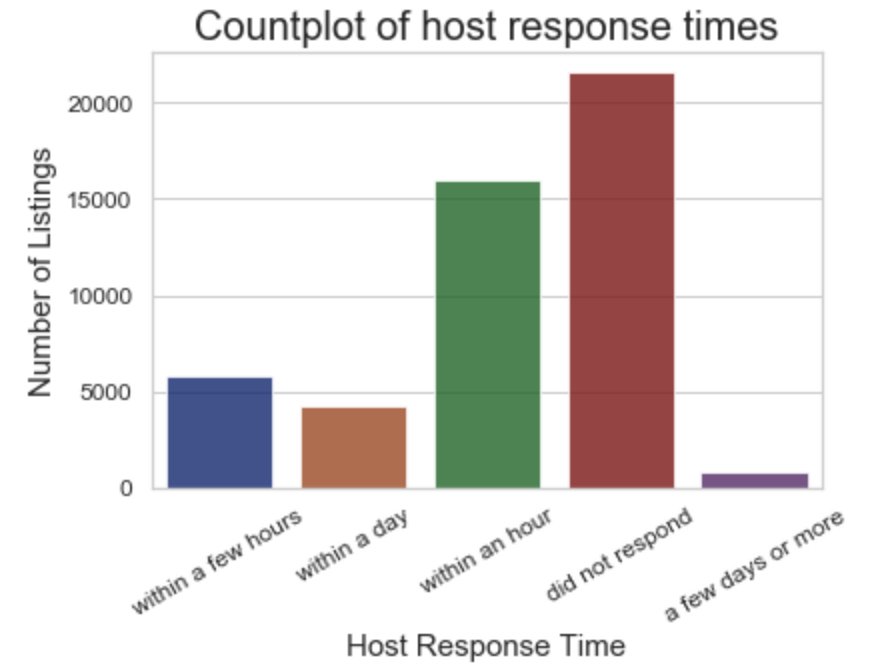 Countplot of host response times
Number of Listings
20000
15000
10000
5000
0
within a few hours
within a day
within an hour
did not respond
a few days or more
Host Response Time